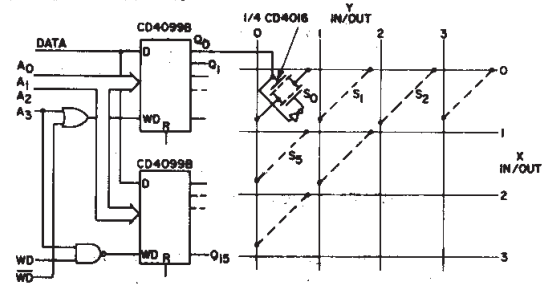 1/4 CD4016
Y
IN/OUT
CD4099B
Q0
DATA
D
0
1
2
3
A0
A1
A2
A3
Q1
S0
S1
S2
0
WD
R
1
CD4099B
S5
X
IN/OUT
D
2
WD
WD
WD
R
Q15
3